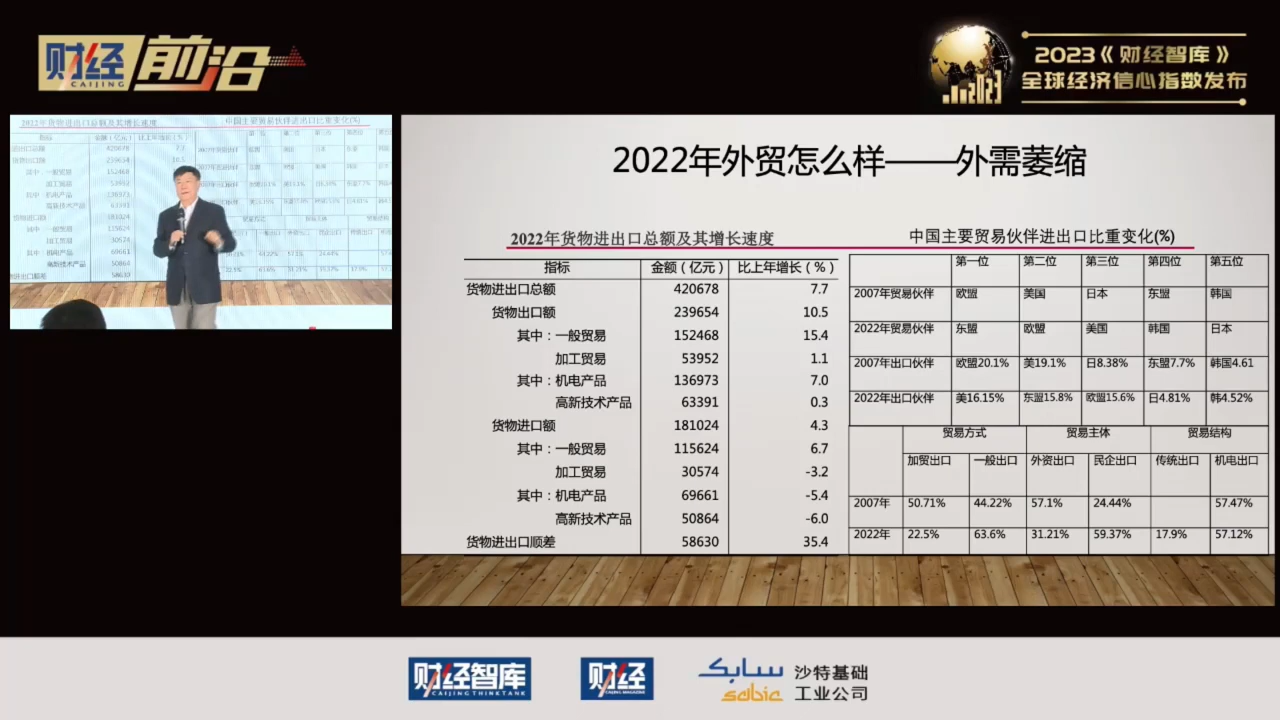 财经 前沿
CAIJING
2023《财经智库》
全球经济信心指数发布
2023
2022年外贸怎么样——外需萎缩
2022年货物进出口总额及其增长速度
指标 金额（亿元） 比上年增长（%）
货物进出口总额 420678 7.7
货物出口额 239654 10.5
其中：一般贸易 152468 15.4
加工贸易 53952 1.1
其中：机电产品 136973 7.0
高新技术产品 63391 0.3
货物进口额 181024 4.3
其中：一般贸易 115624 6.7
加工贸易 30574 -3.2
其中：机电产品 69661 -5.4
高新技术产品 50864 -6.0
货物进出口顺差 58630 35.4
中国主要贸易伙伴进出口比重变化(%)
第一位 第二位 第三位 第四位 第五位
2007年贸易伙伴 欧盟 美国 日本 东盟 韩国
2022年贸易伙伴 东盟 欧盟 美国 韩国 日本
2007年出口伙伴 欧盟20.1% 美19.1% 日8.38% 东盟7.7% 韩国4.61
2022年出口伙伴 美16.15% 东盟15.8% 欧盟15.6% 日4.81% 韩4.52%
贸易方式 贸易主体 贸易结构
加贸出口 一般出口 外资出口 民企出口 传统出口 机电出口
2007年 50.71% 44.22% 57.1% 24.44% 57.47%
2022年 22.5% 63.6% 31.21% 59.37% 17.9% 57.12%
财经智库
CAIJING THINKTANK
财经
CAIJING MAGAZINE
سابك
sabic
沙特基础
工业公司